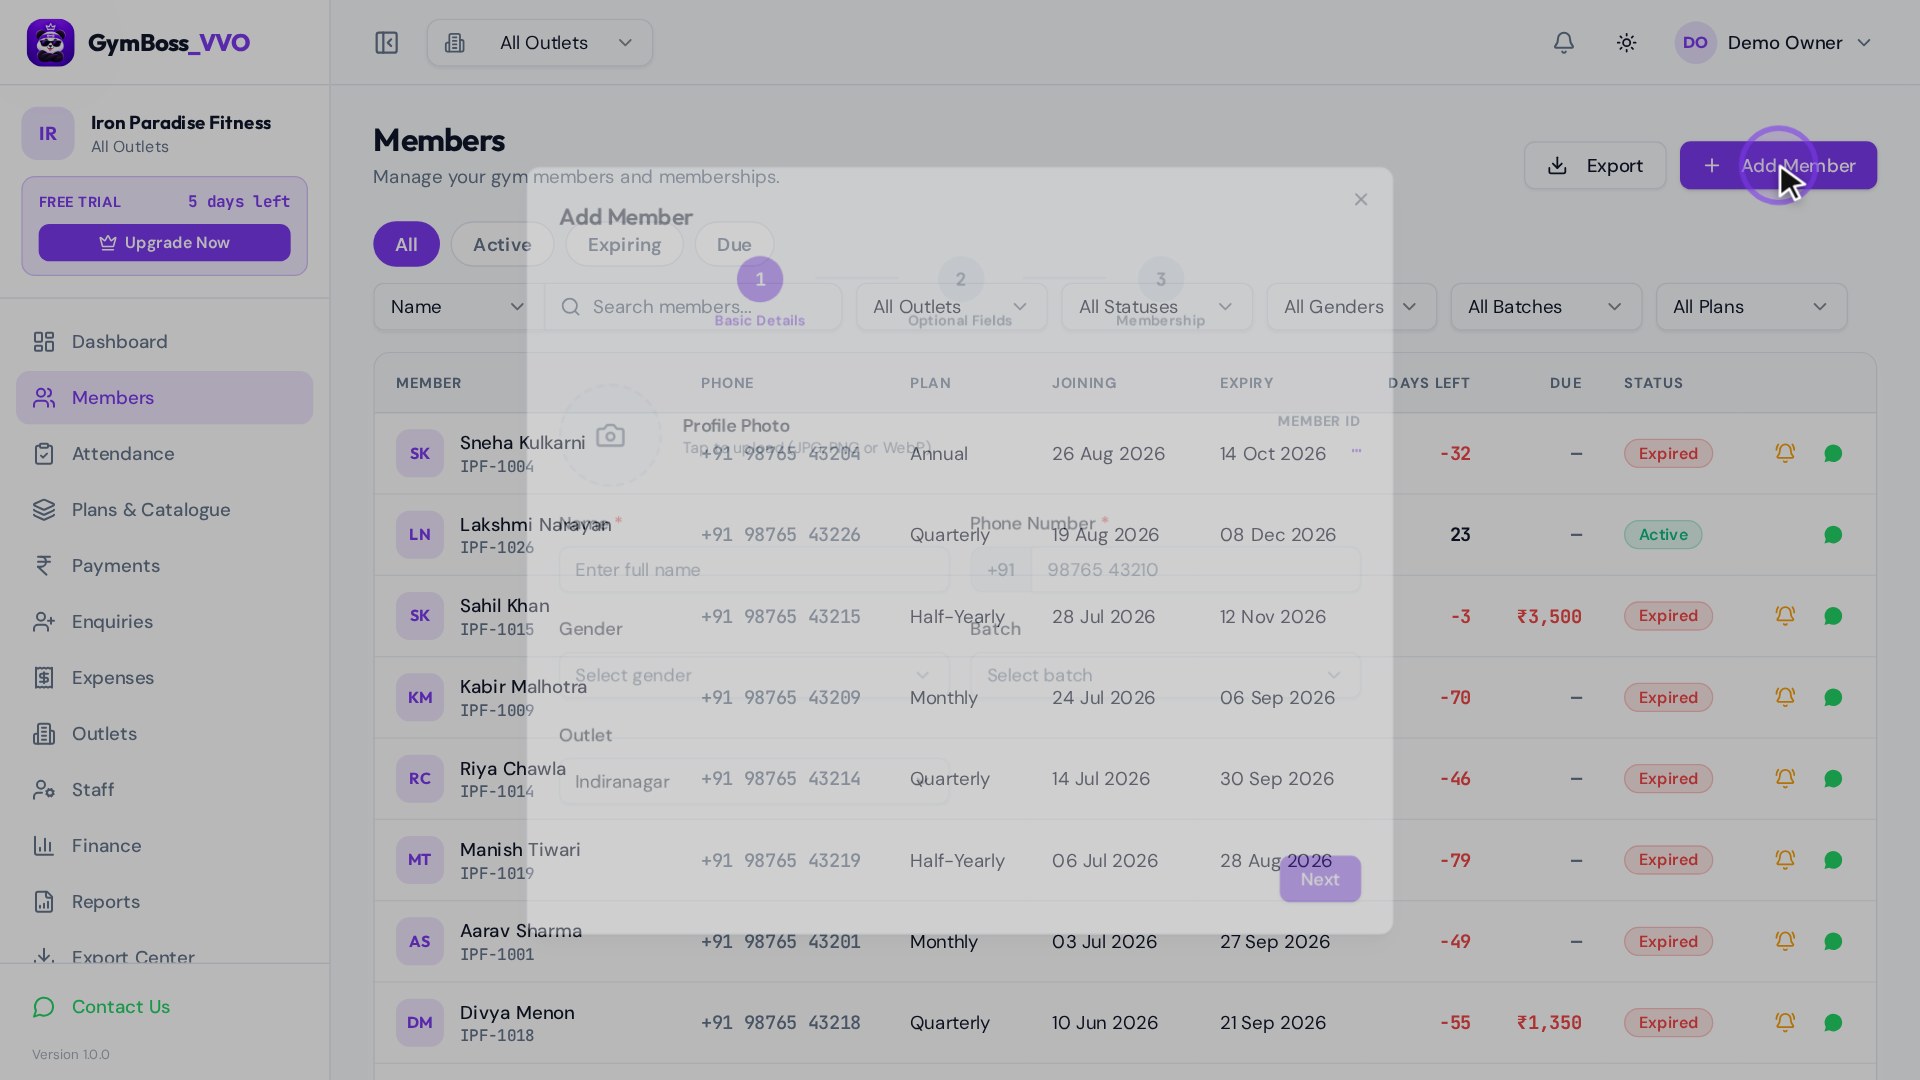 GymBoss_VVO
All Outlets
DO
Demo Owner
IR
Iron Paradise Fitness
All Outlets
FREE TRIAL
5 days left
Upgrade Now
Dashboard
Members
Attendance
Plans & Catalogue
Payments
Enquiries
Expenses
Outlets
Staff
Finance
Reports
Export Center
Contact Us
Version 1.0.0
Members
Manage your gym members and memberships.
Export
Add Member
All
Active
Expiring
Due
Name
Search members...
All Outlets
All Statuses
All Genders
All Batches
All Plans
MEMBER PHONE PLAN JOINING EXPIRY DAYS LEFT DUE STATUS
SK Sneha Kulkarni IPF-1004 +91 98765 43204 Annual 26 Aug 2026 14 Oct 2026 -32 – Expired
LN Lakshmi Narayan IPF-1026 +91 98765 43226 Quarterly 19 Aug 2026 08 Dec 2026 23 – Active
SK Sahil Khan IPF-1015 +91 98765 43215 Half-Yearly 28 Jul 2026 12 Nov 2026 -3 ₹3,500 Expired
KM Kabir Malhotra IPF-1009 +91 98765 43209 Monthly 24 Jul 2026 06 Sep 2026 -70 – Expired
RC Riya Chawla IPF-1014 +91 98765 43214 Quarterly 14 Jul 2026 30 Sep 2026 -46 – Expired
MT Manish Tiwari IPF-1019 +91 98765 43219 Half-Yearly 06 Jul 2026 28 Aug 2026 -79 – Expired
AS Aarav Sharma IPF-1001 +91 98765 43201 Monthly 03 Jul 2026 27 Sep 2026 -49 – Expired
DM Divya Menon IPF-1018 +91 98765 43218 Quarterly 10 Jun 2026 21 Sep 2026 -55 ₹1,350 Expired
Add Member
1 2 3
Basic Details
Optional Fields
Membership
Profile Photo
Tap to upload (JPG, PNG or WebP)
MEMBER ID
...
Name *
Enter full name
Phone Number *
+91 98765 43210
Gender
Select gender
Batch
Select batch
Outlet
Indiranagar
Next